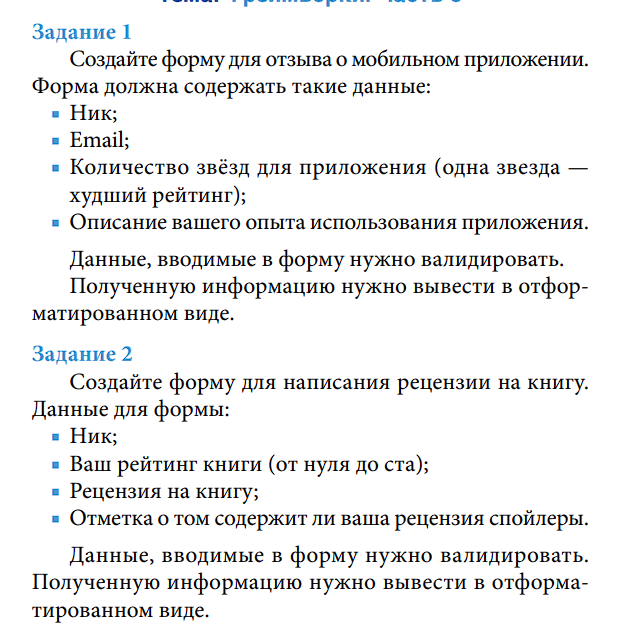 Задание 1
Создайте форму для отзыва о мобильном приложении.
Форма должна содержать такие данные:
Ник;
Email;
Количество звёзд для приложения (одна звезда —
худший рейтинг);
Описание вашего опыта использования приложения.
Данные, вводимые в форму нужно валидировать.
Полученную информацию нужно вывести в отфор-
матированном виде.
Задание 2
Создайте форму для написания рецензии на книгу.
Данные для формы:
Ник;
Ваш рейтинг книги (от нуля до ста);
Рецензия на книгу;
Отметка о том содержит ли ваша рецензия спойлеры.
Данные, вводимые в форму нужно валидировать.
Полученную информацию нужно вывести в отформа-
тированном виде.